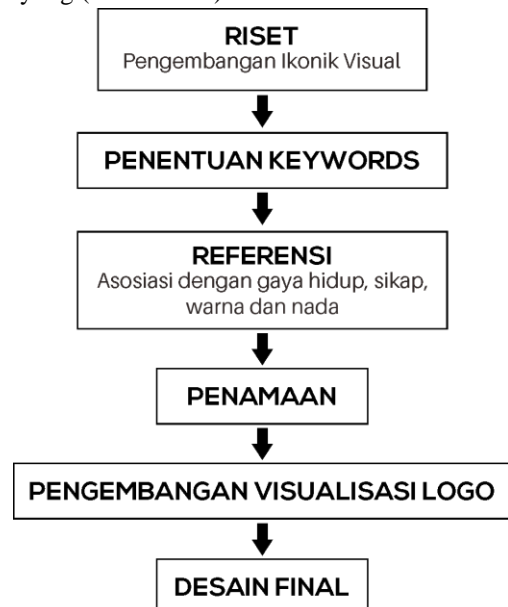 RISET
Pengembangan Ikonik Visual
PENENTUAN KEYWORDS
REFERENSI
Asosiasi dengan gaya hidup, sikap,
warna dan nada
PENAMAAN
PENGEMBANGAN VISUALISASI LOGO
DESAIN FINAL